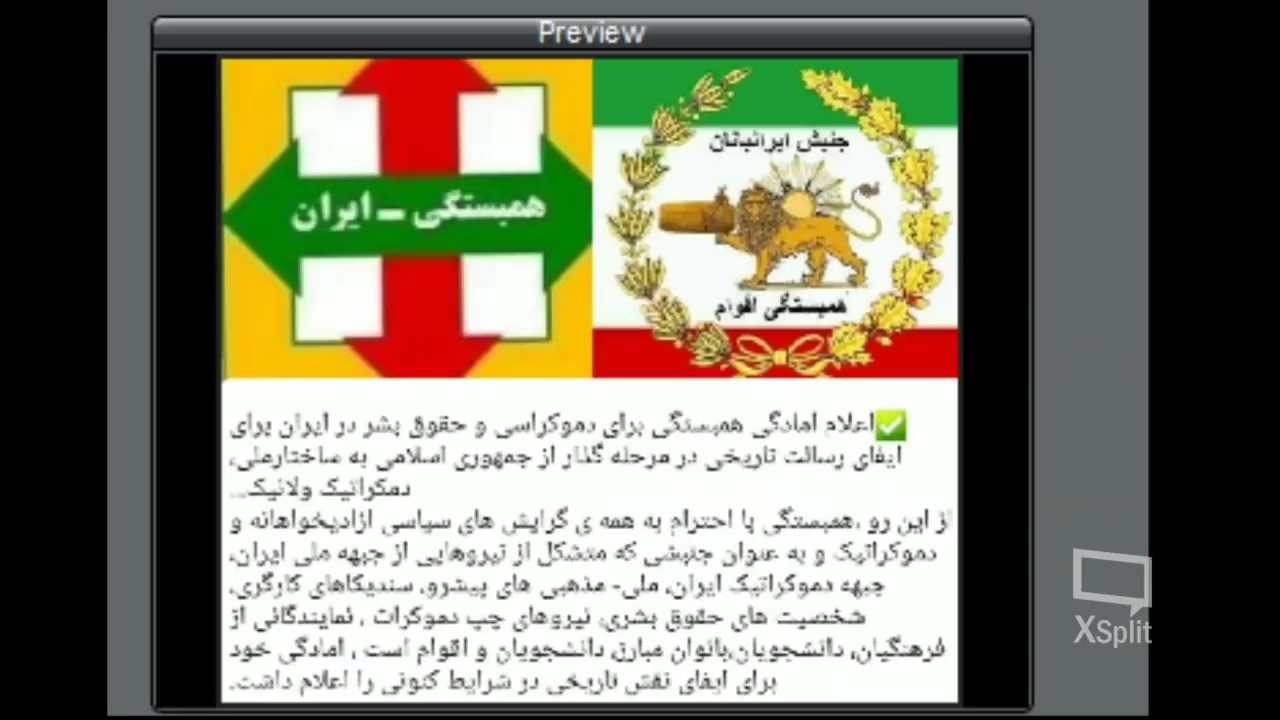 Preview
همبستگی - ایران
جنبش ایرانیانان
همبستگی اقوام
✅اعلام آمادگی همبستگی برای دموکراسی و حقوق بشر در ایران برای
ایفای رسالت تاریخی در مرحله گذار از جمهوری اسلامی به ساختارملی،
دمکراتیک ولائیک...
از این رو ،همبستگی با احترام به همه ی گرایش های سیاسی آزادیخواهانه و
دموکراتیک و به عنوان جنبشی که متشکل از نیروهایی از جبهه ملی ایران،
جبهه دموکراتیک ایران، ملی- مذهبی های پیشرو، سندیکاهای کارگری،
شخصیت های حقوق بشری، نیروهای چپ دموکرات ، نمایندگانی از
فرهنگیان، دانشجویان،بانوان مبارز، دانشجویان و اقوام است ، آمادگی خود
برای ایفای نقش تاریخی در شرایط کنونی را اعلام داشت.
XSplit